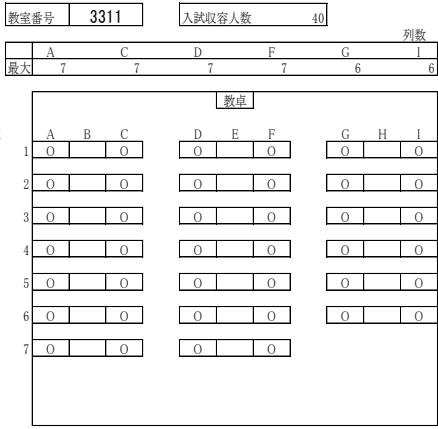 教室番号 3311 入試収容人数 40
列数
A C D F G I
最大 7 7 7 7 6 6
教卓
A B C D E F G H I
1 O O O O O O
2 O O O O O O
3 O O O O O O
4 O O O O O O
5 O O O O O O
6 O O O O O O
7 O O O O